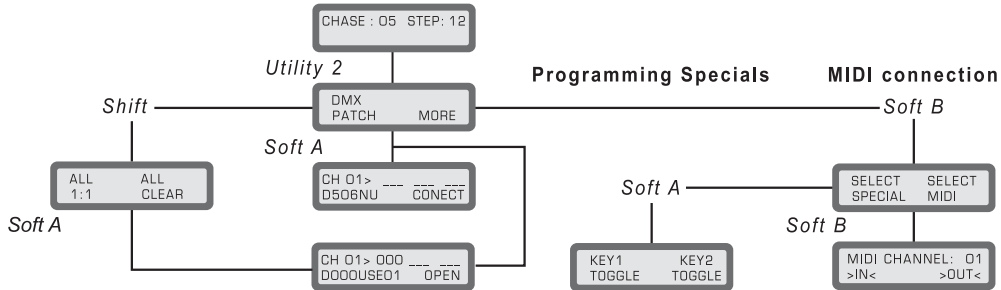 CHASE : 05 STEP: 12
Utility 2
Programming Specials
MIDI connection
Shift
DMX
PATCH MORE
Soft B
Soft A
CH 01> ___ ___ ___
D506NU CONECT
ALL ALL
1:1 CLEAR
Soft A
SELECT SELECT
SPECIAL MIDI
Soft A
Soft B
CH 01> 000 ___ ___
D000USE01 OPEN
KEY1 KEY2
TOGGLE TOGGLE
MIDI CHANNEL: 01
>IN< >OUT<